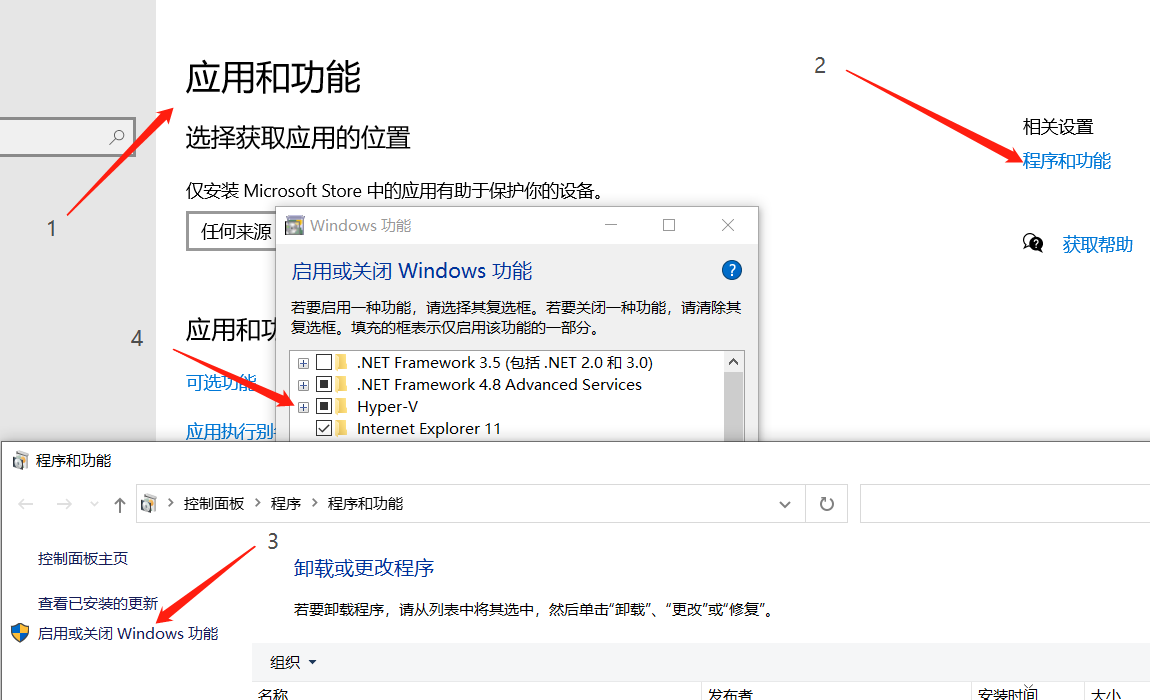 应用和功能
2
选择获取应用的位置
相关设置
程序和功能
仅安装 Microsoft Store 中的应用有助于保护你的设备。
1
任何来源
Windows 功能
获取帮助
启用或关闭 Windows 功能
若要启用一种功能，请选择其复选框。若要关闭一种功能，请清除其
复选框。填充的框表示仅启用该功能的一部分。
应用和功
4
.NET Framework 3.5 (包括 .NET 2.0 和 3.0)
可选功能
.NET Framework 4.8 Advanced Services
Hyper-V
应用执行别
Internet Explorer 11
程序和功能
控制面板 > 程序 > 程序和功能
3
控制面板主页
卸载或更改程序
查看已安装的更新
若要卸载程序，请从列表中将其选中，然后单击“卸载”、“更改”或“修复”。
启用或关闭 Windows 功能
组织
名称
发布者
安装时间
大小